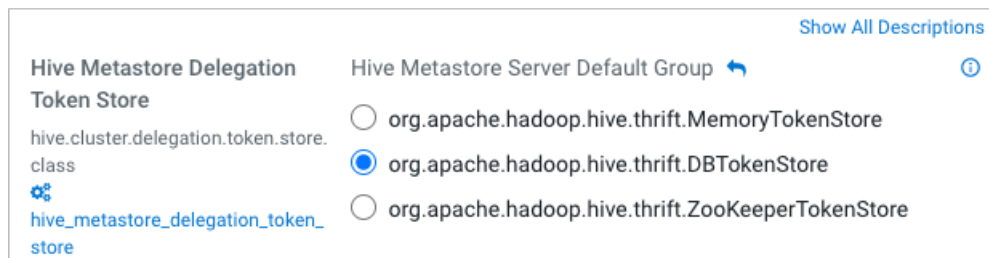 Show All Descriptions
Hive Metastore Delegation
Token Store
hive.cluster.delegation.token.store.
class
hive_metastore_delegation_token_
store
Hive Metastore Server Default Group
org.apache.hadoop.hive.thrift.MemoryTokenStore
org.apache.hadoop.hive.thrift.DBTokenStore
org.apache.hadoop.hive.thrift.ZooKeeperTokenStore